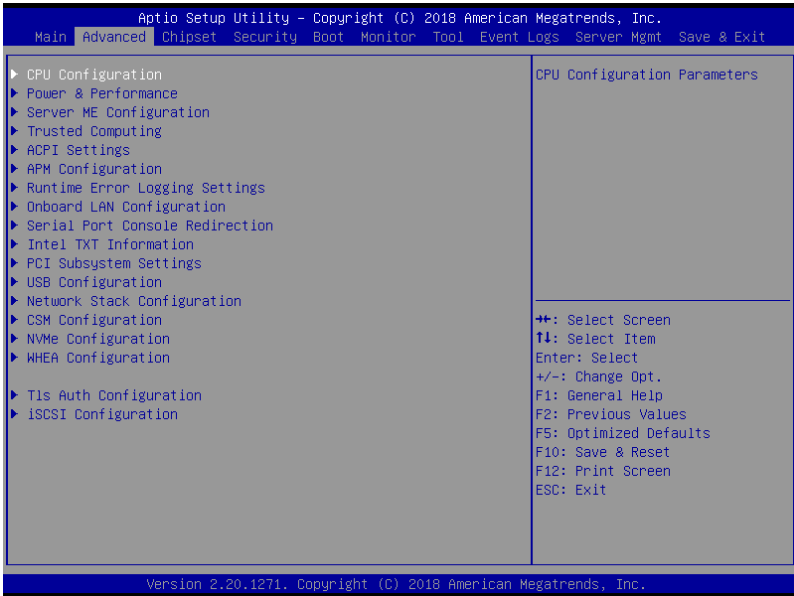 Aptio Setup Utility – Copyright (C) 2018 American Megatrends, Inc.
Main Advanced Chipset Security Boot Monitor Tool Event Logs Server Mgmt Save & Exit
CPU Configuration
Power & Performance
Server ME Configuration
Trusted Computing
ACPI Settings
APM Configuration
Runtime Error Logging Settings
Onboard LAN Configuration
Serial Port Console Redirection
Intel TXT Information
PCI Subsystem Settings
USB Configuration
Network Stack Configuration
CSM Configuration
NVMe Configuration
WHEA Configuration
Tls Auth Configuration
iSCSI Configuration
CPU Configuration Parameters
→←: Select Screen
↑↓: Select Item
Enter: Select
+/-: Change Opt.
F1: General Help
F2: Previous Values
F5: Optimized Defaults
F10: Save & Reset
F12: Print Screen
ESC: Exit
Version 2.20.1271. Copyright (C) 2018 American Megatrends, Inc.